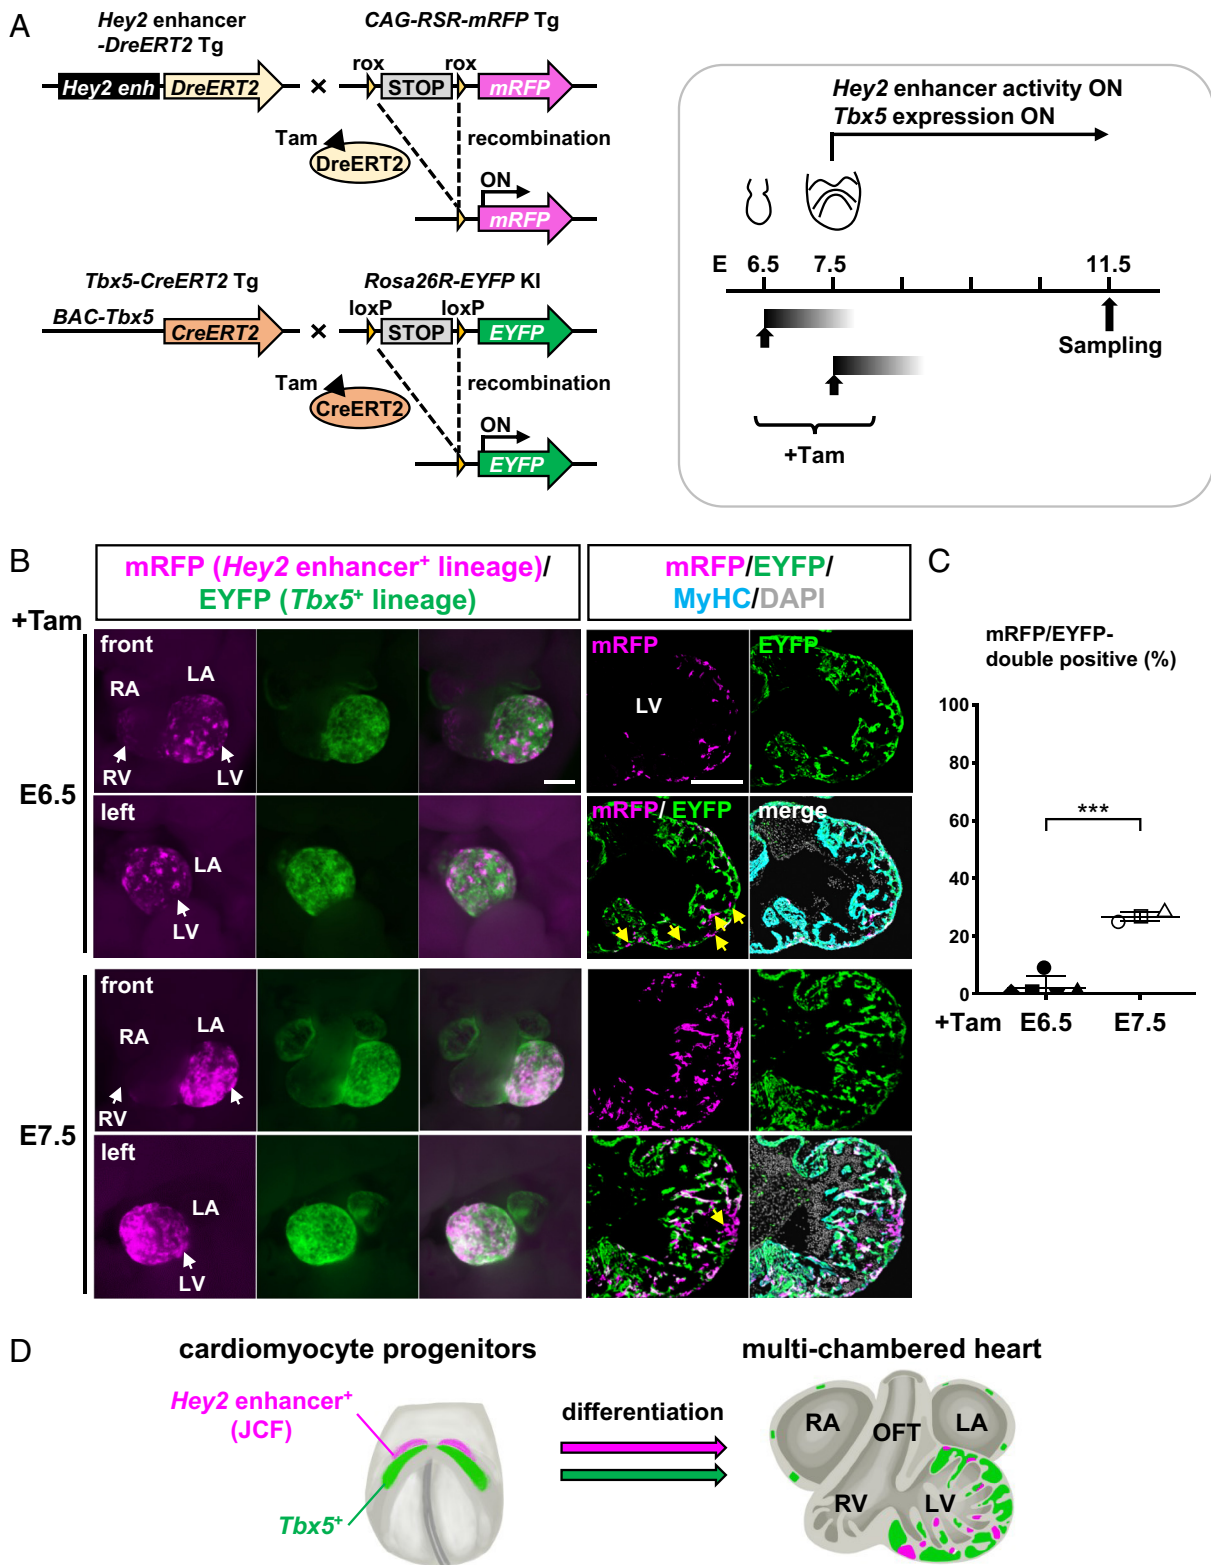 A
Hey2 enhancer
-DreERT2 Tg
CAG-RSR-mRFP Tg
rox
rox
Hey2 enh
DreERT2
×
STOP
mRFP
Tam
DreERT2
recombination
ON
mRFP
Tbx5-CreERT2 Tg
Rosa26R-EYFP KI
BAC-Tbx5
loxP
loxP
CreERT2
×
STOP
EYFP
Tam
CreERT2
recombination
ON
EYFP
Hey2 enhancer activity ON
Tbx5 expression ON
E 6.5 7.5 11.5
Sampling
+Tam
B
mRFP (Hey2 enhancer+ lineage)/
EYFP (Tbx5+ lineage)
mRFP/EYFP/
MyHC/DAPI
+Tam
E6.5
front
RA
LA
RV
LV
mRFP
LV
EYFP
left
LA
LV
mRFP/ EYFP
merge
E7.5
front
RA
LA
RV
left
LA
LV
C
mRFP/EYFP-
double positive (%)
100
80
60
40
20
0
***
+Tam E6.5 E7.5
D
cardiomyocyte progenitors
multi-chambered heart
Hey2 enhancer+
(JCF)
Tbx5+
differentiation
RA
OFT
LA
RV
LV